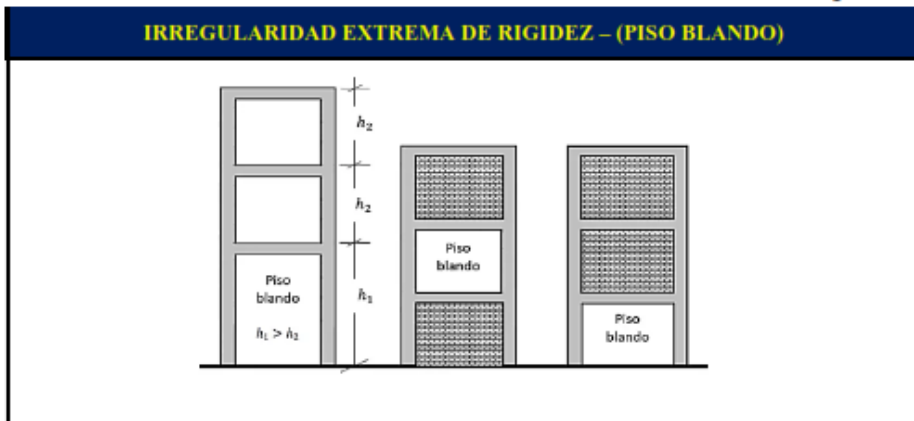 IRREGULARIDAD EXTREMA DE RIGIDEZ – (PISO BLANDO)
h₂
h₂
Piso
blando
h₁ > h₂
h₁
Piso
blando
Piso
blando